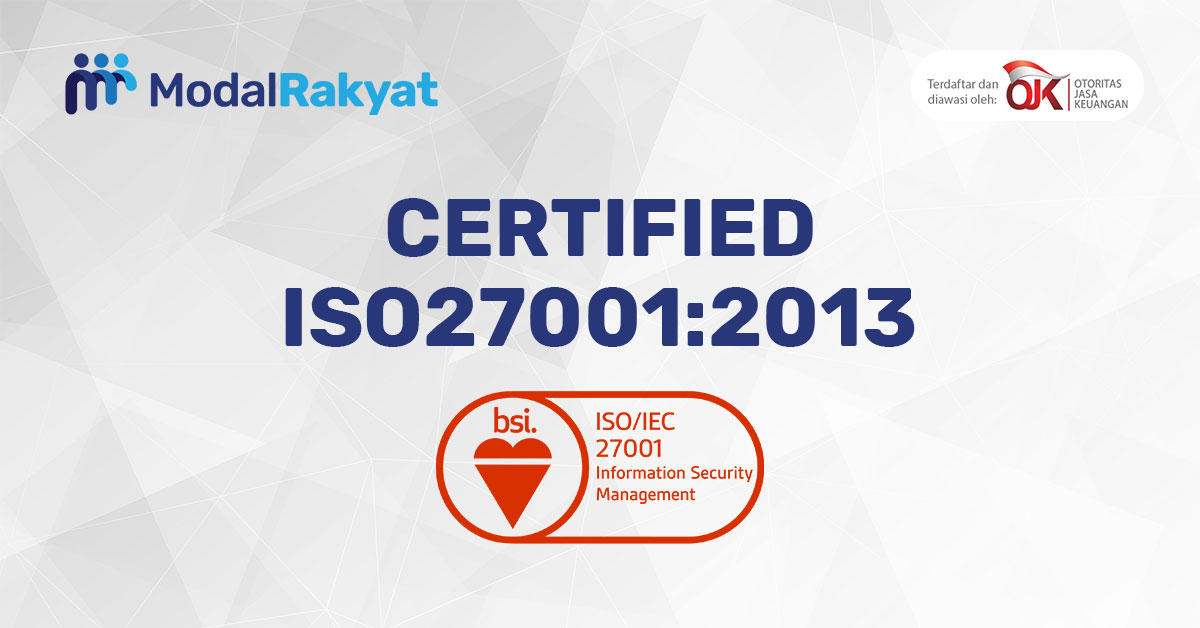 ModalRakyat
Terdaftar dan
diawasi oleh:
OJK
OTORITAS
JASA
KEUANGAN
CERTIFIED
ISO27001:2013
bsi.
ISO/IEC
27001
Information Security
Management